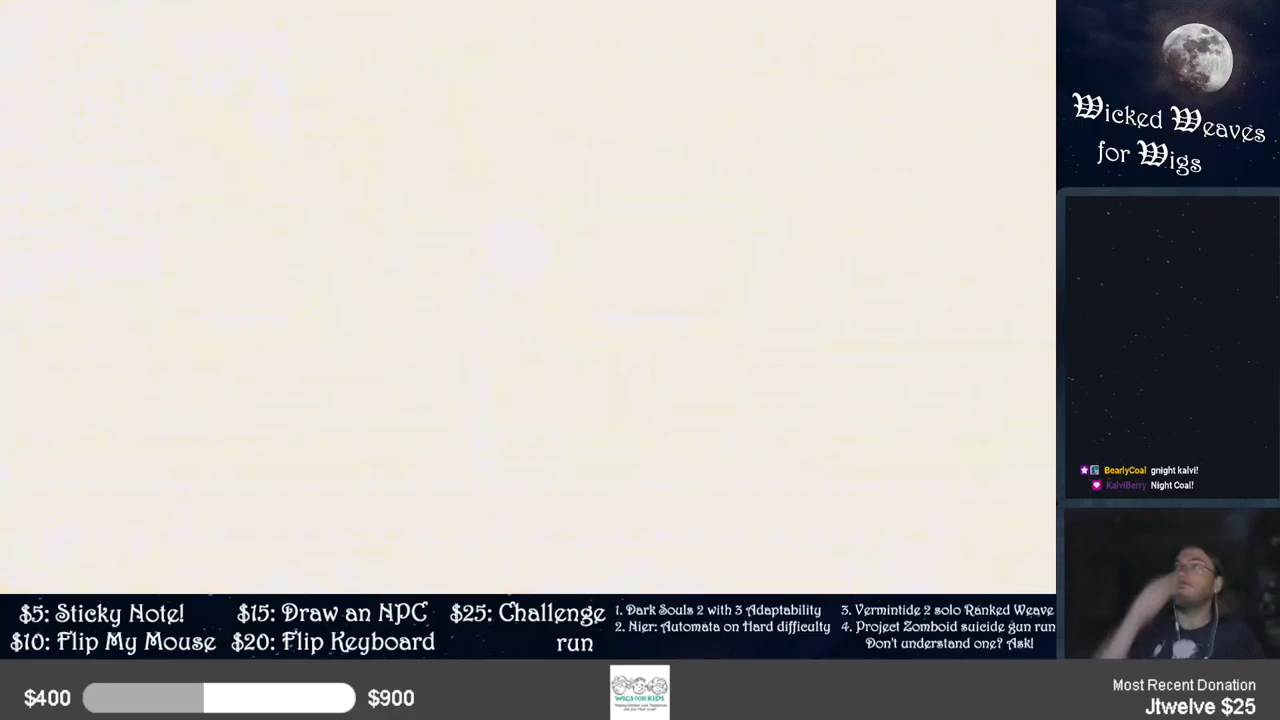 Wicked Weaves
for Wigs
BearlyCoal gnight kalvi!
KalviBerry Night Coal!
$5: Sticky Note!
$10: Flip My Mouse
$15: Draw an NPC
$20: Flip Keyboard
$25: Challenge
run
1. Dark Souls 2 with 3 Adaptability
2. Nier: Automata on Hard difficulty
3. Vermintide 2 solo Ranked Weave
4. Project Zomboid suicide gun run
Don't understand one? Ask!
$400
$900
WIGS FOR KIDS
Most Recent Donation
Jtwelve $25